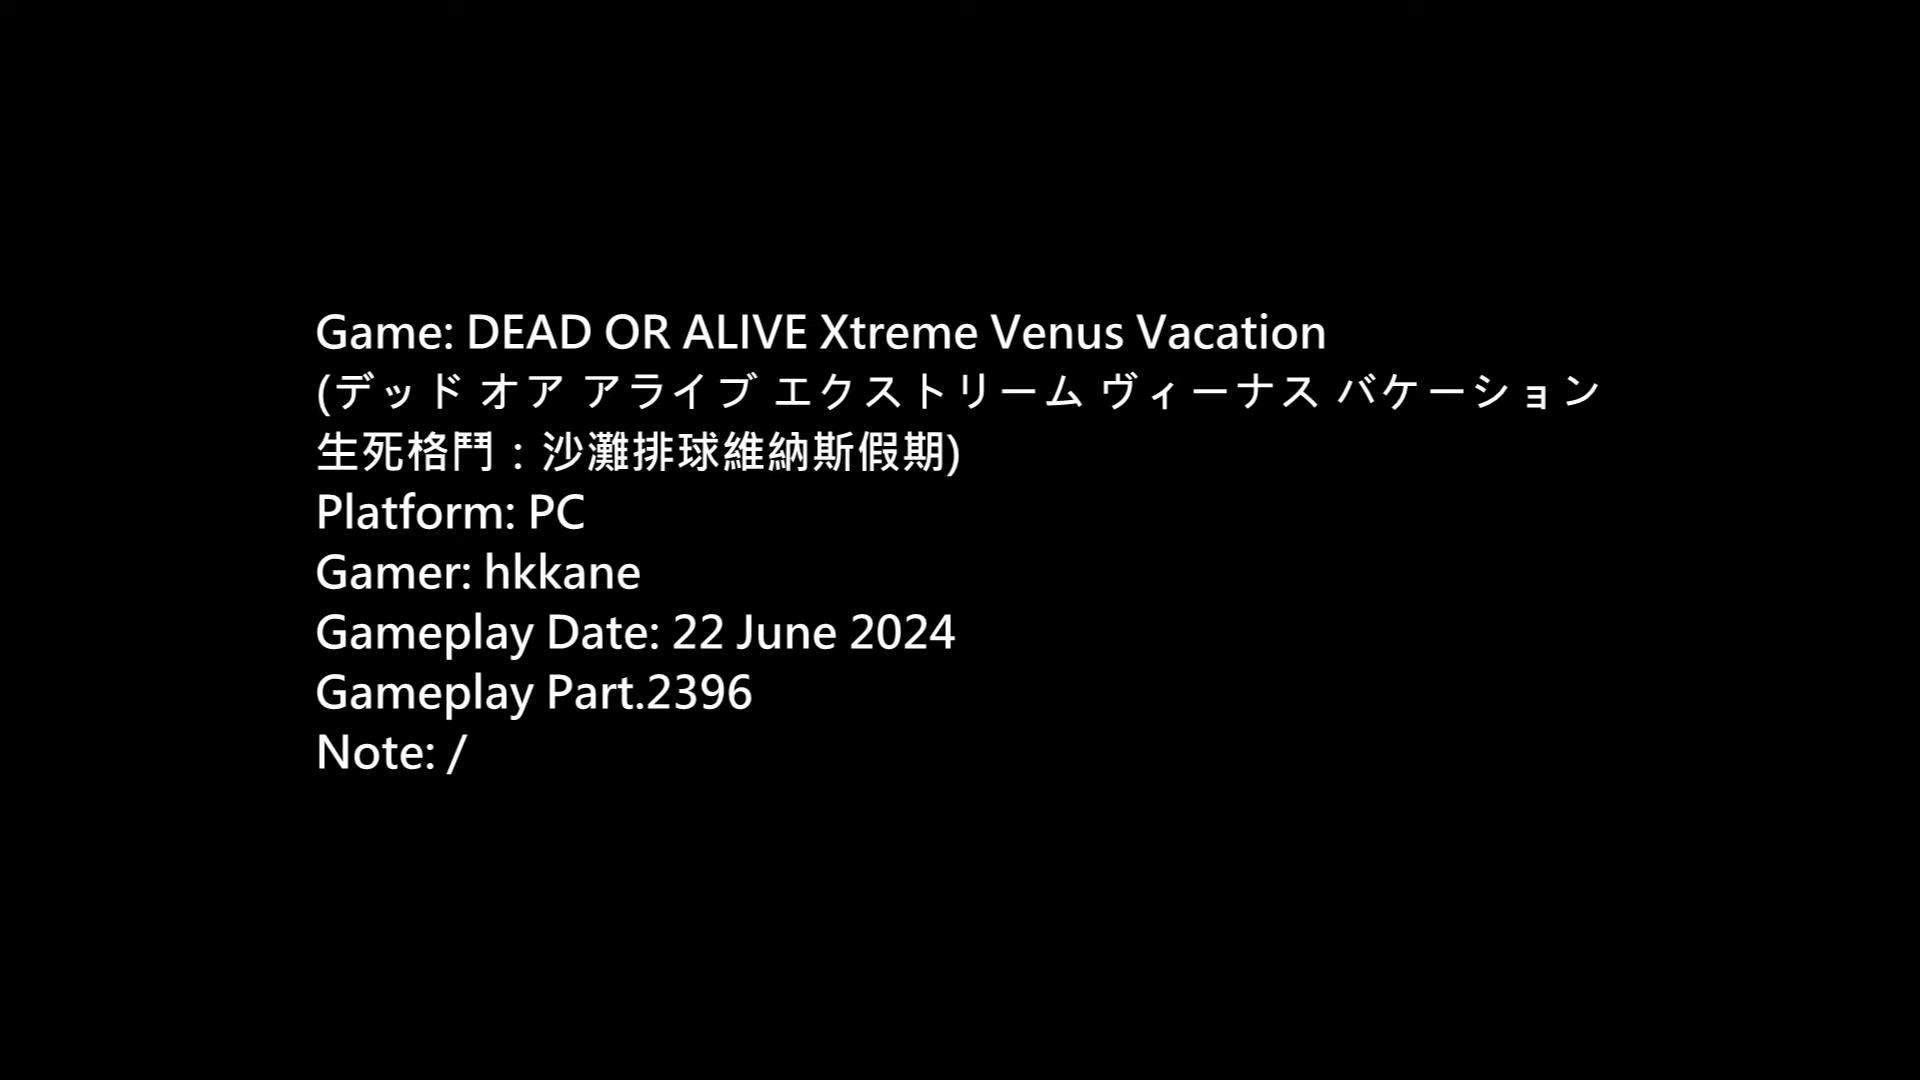 Game: DEAD OR ALIVE Xtreme Venus Vacation
(デッド オア アライブ エクストリーム ヴィーナス バケーション
生死格鬥：沙灘排球維納斯假期)
Platform: PC
Gamer: hkkane
Gameplay Date: 22 June 2024
Gameplay Part.2396
Note: /